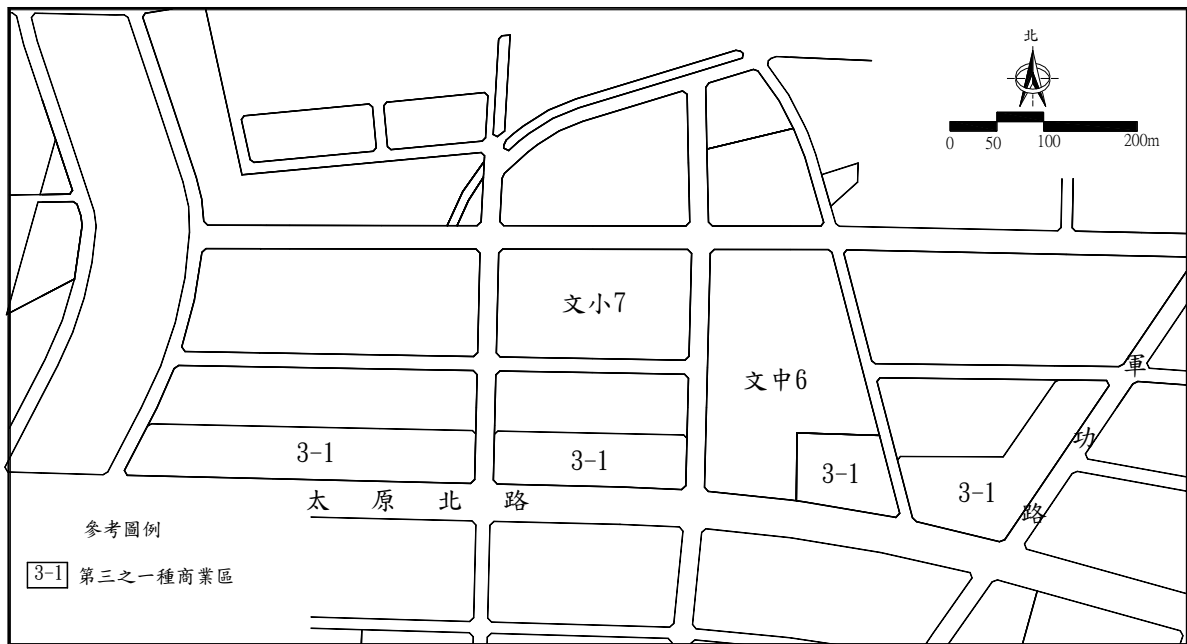 北
0 50 100 200m
文小7
文中6
軍功路
3-1
3-1
3-1
3-1
太原北路
參考圖例
3-1 第三之一種商業區